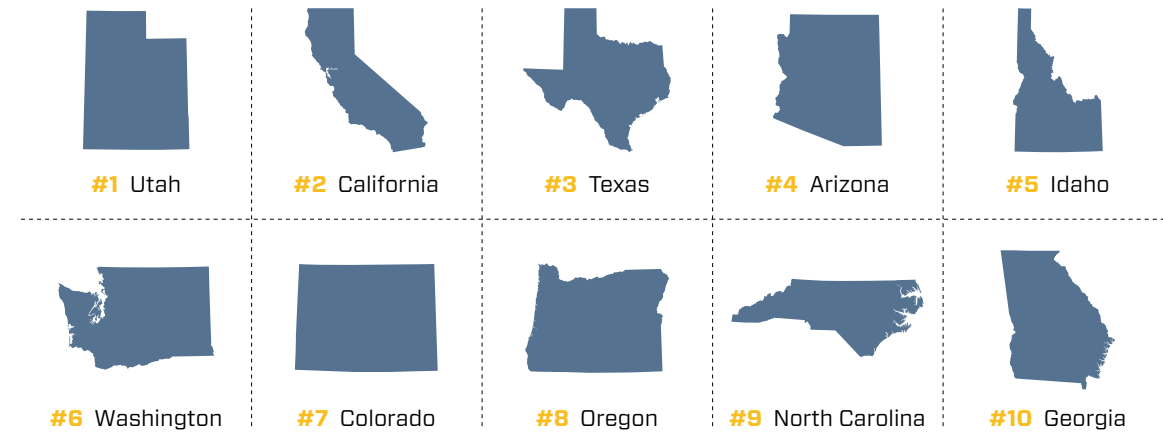 #1 Utah
#2 California
#3 Texas
#4 Arizona
#5 Idaho
#6 Washington
#7 Colorado
#8 Oregon
#9 North Carolina
#10 Georgia